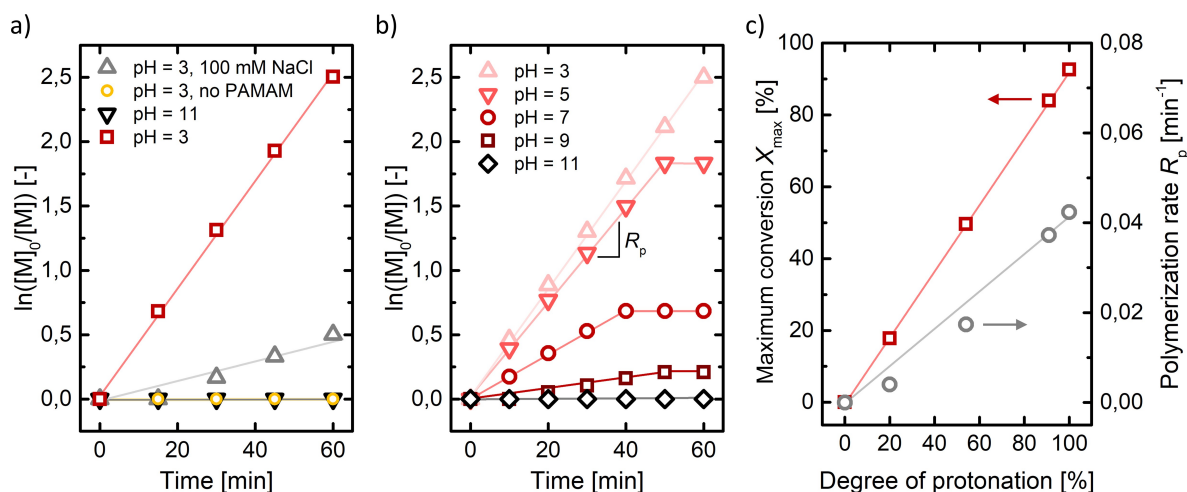 a)
ln([M]₀/[M]) [-]
2,5
2,0
1,5
1,0
0,5
0,0
pH = 3, 100 mM NaCl
pH = 3, no PAMAM
pH = 11
pH = 3
0 20 40 60
Time [min]
b)
ln([M]₀/[M]) [-]
2,5
2,0
1,5
1,0
0,5
0,0
pH = 3
pH = 5
pH = 7
pH = 9
pH = 11
Rₚ
0 20 40 60
Time [min]
c)
Maximum conversion Xₘₐₓ [%]
100
80
60
40
20
0
0 20 40 60 80 100
Degree of protonation [%]
0,08
0,06
0,04
0,02
0,00
Polymerization rate Rₚ [min⁻¹]